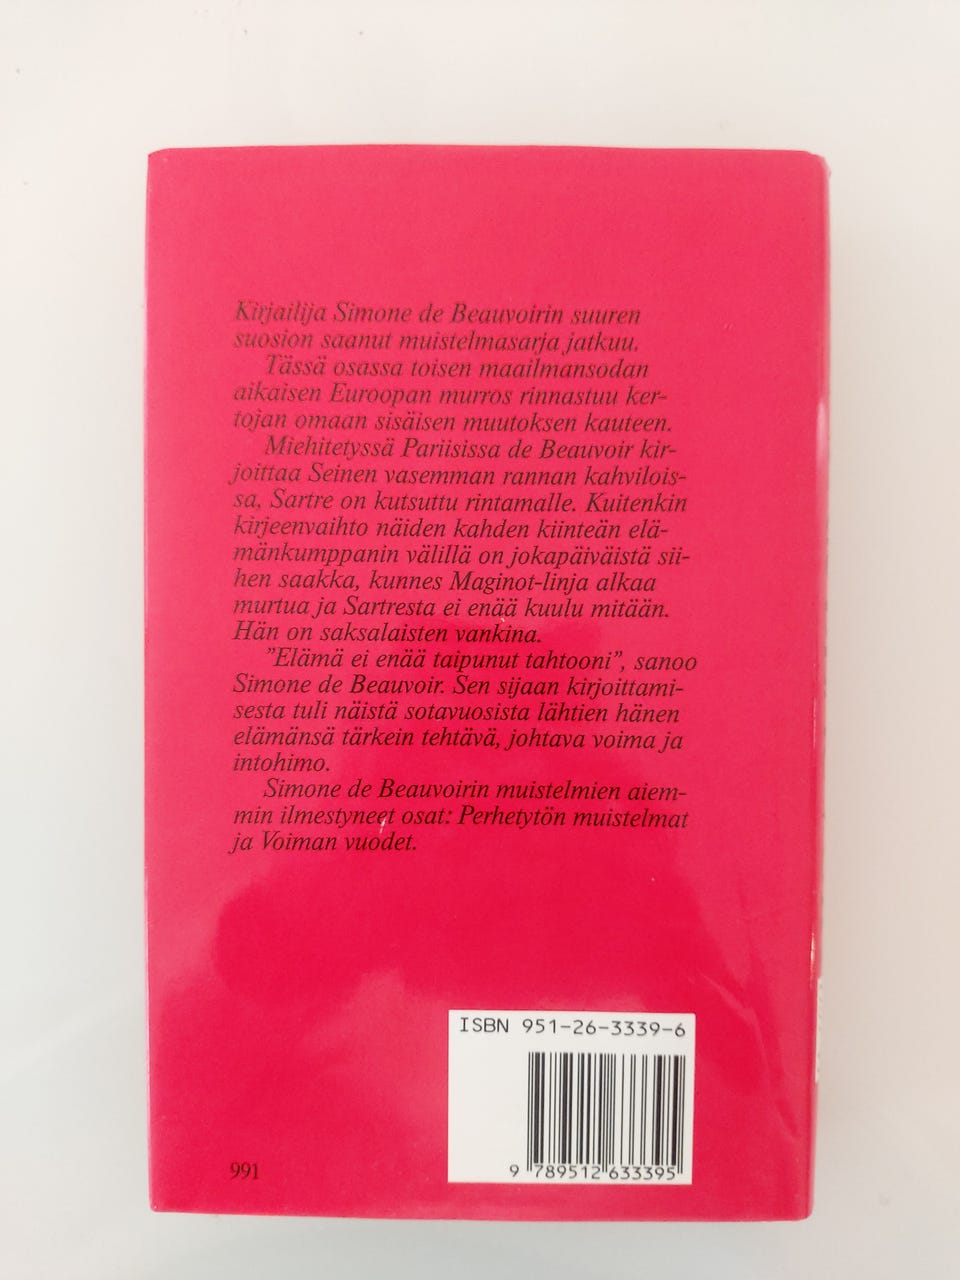 Kirjailija Simone de Beauvoirin suuren
suosion saanut muistelmasarja jatkuu.
Tässä osassa toisen maailmansodan
aikaisen Euroopan murros rinnastuu ker-
tojan omaan sisäisen muutoksen kauteen.
Miehitetyssä Pariisissa de Beauvoir kir-
joittaa Seinen vasemman rannan kahvilois-
sa, Sartre on kutsuttu rintamalle. Kuitenkin
kirjeenvaihto näiden kahden kiinteän elä-
mänkumppanin välillä on jokapäiväistä sii-
hen saakka, kunnes Maginot-linja alkaa
murtua ja Sartresta ei enää kuulu mitään.
Hän on saksalaisten vankina.
”Elämä ei enää taipunut tahtooni”, sanoo
Simone de Beauvoir. Sen sijaan kirjoittami-
sesta tuli näistä sotavuosista lähtien hänen
elämänsä tärkein tehtävä, johtava voima ja
intohimo.
Simone de Beauvoirin muistelmien aiem-
min ilmestyneet osat: Perhetytön muistelmat
ja Voiman vuodet.
ISBN 951-26-3339-6
9 789512 633395
991